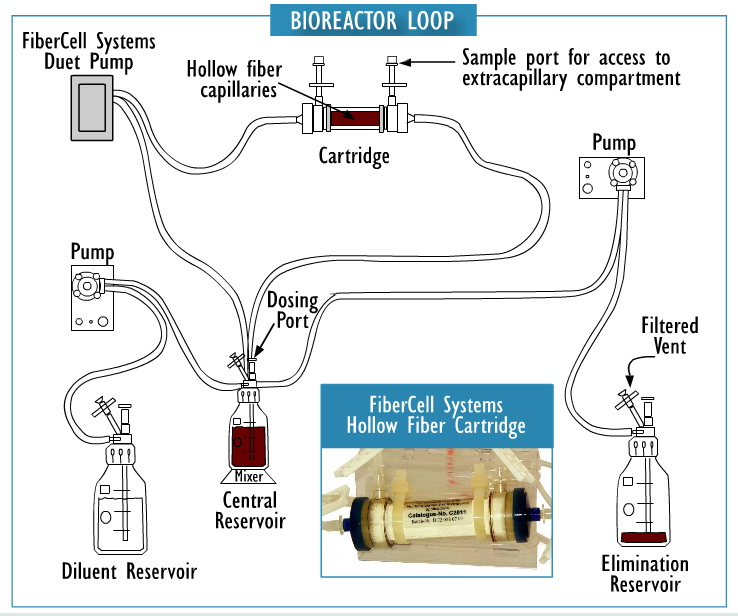 BIOREACTOR LOOP
FiberCell Systems
Duet Pump
Hollow fiber
capillaries
Sample port for access to
extracapillary compartment
Cartridge
Pump
Pump
Dosing
Port
Filtered
Vent
FiberCell Systems
Hollow Fiber Cartridge
Catalogue No. C2011
Mixer
Central
Reservoir
Diluent Reservoir
Elimination
Reservoir